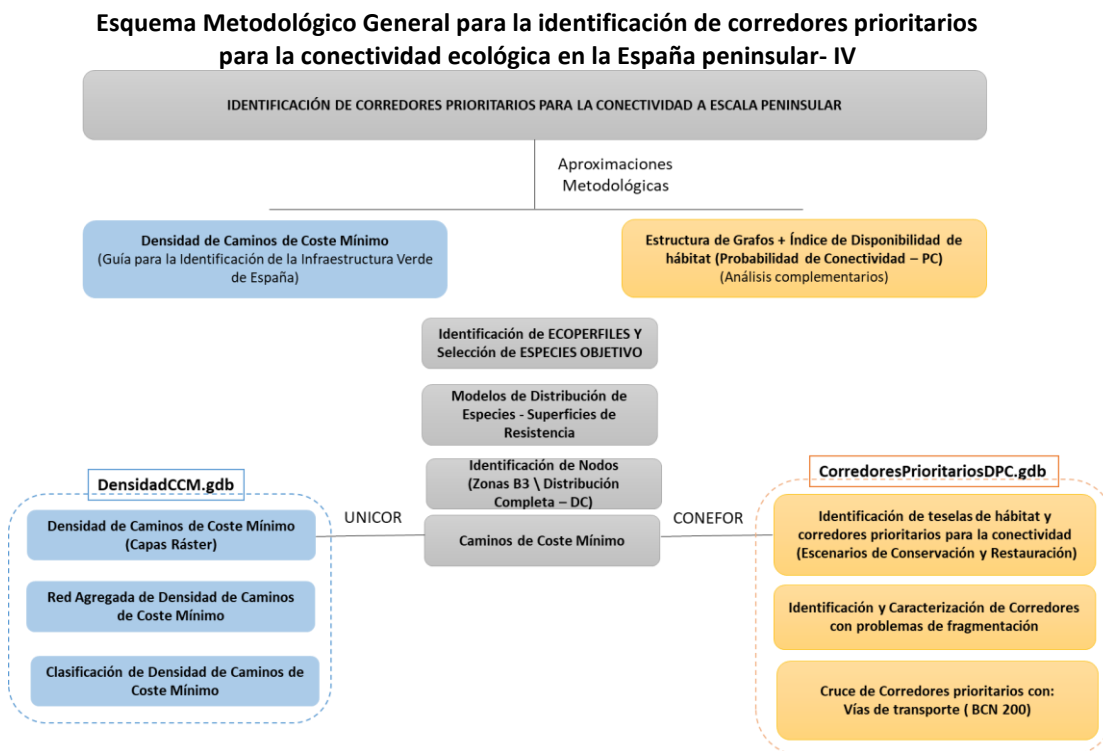 Esquema Metodológico General para la identificación de corredores prioritarios
para la conectividad ecológica en la España peninsular- IV
IDENTIFICACIÓN DE CORREDORES PRIORITARIOS PARA LA CONECTIVIDAD A ESCALA PENINSULAR
Aproximaciones
Metodológicas
Densidad de Caminos de Coste Mínimo
(Guía para la Identificación de la Infraestructura Verde
de España)
Estructura de Grafos + Índice de Disponibilidad de
hábitat (Probabilidad de Conectividad – PC)
(Análisis complementarios)
Identificación de ECOPERFILES Y
Selección de ESPECIES OBJETIVO
Modelos de Distribución de
Especies - Superficies de
Resistencia
Identificación de Nodos
(Zonas B3 \ Distribución
Completa – DC)
Caminos de Coste Mínimo
DensidadCCM.gdb
UNICOR
Densidad de Caminos de Coste Mínimo
(Capas Ráster)
Red Agregada de Densidad de Caminos
de Coste Mínimo
Clasificación de Densidad de Caminos de
Coste Mínimo
CorredoresPrioritariosDPC.gdb
CONEFOR
Identificación de teselas de hábitat y
corredores prioritarios para la conectividad
(Escenarios de Conservación y Restauración)
Identificación y Caracterización de Corredores
con problemas de fragmentación
Cruce de Corredores prioritarios con:
Vías de transporte ( BCN 200)